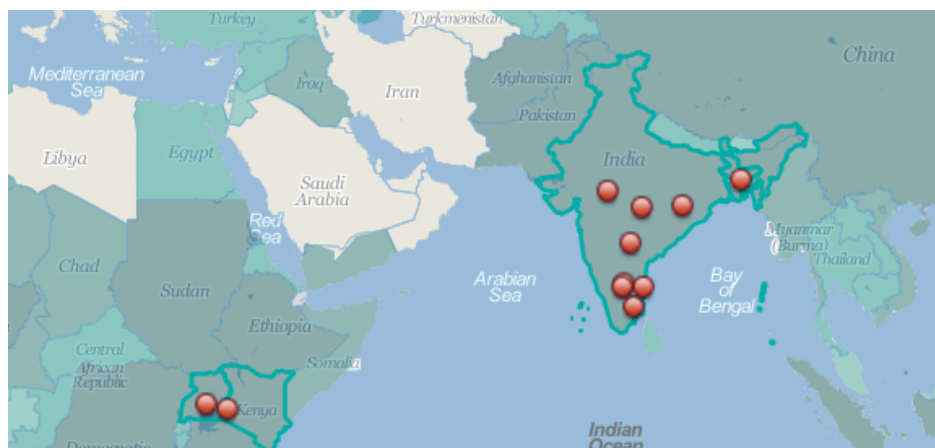 Turkey
Turkmenistan
China
Mediterranean
Sea
Iraq
Iran
Afghanistan
Pakistan
Libya
Egypt
India
Saudi
Arabia
Red
Sea
Myanmar
(Burma)
Thailand
Chad
Sudan
Arabian
Sea
Bay
of
Bengal
Ethiopia
Somalia
Central
African
Republic
Kenya
Democratic
Indian
Ocean